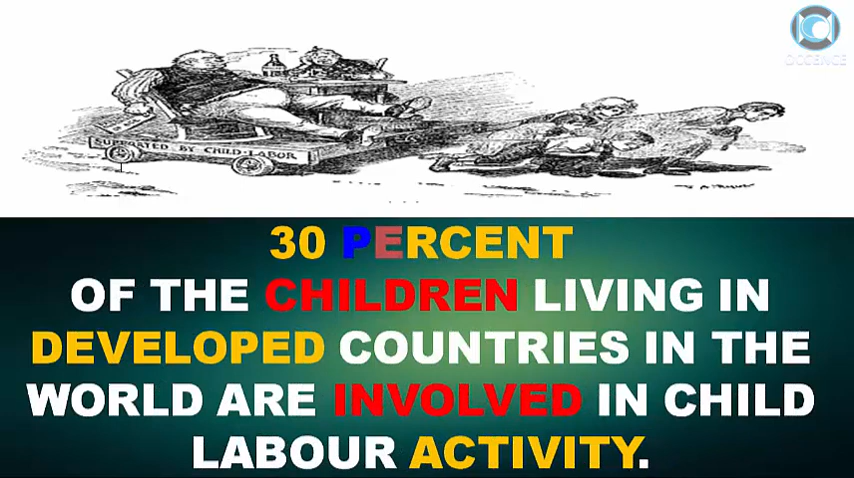 OCCENCE
SUPPORTED BY CHILD LABOR
30 PERCENT
OF THE CHILDREN LIVING IN
DEVELOPED COUNTRIES IN THE
WORLD ARE INVOLVED IN CHILD
LABOUR ACTIVITY.